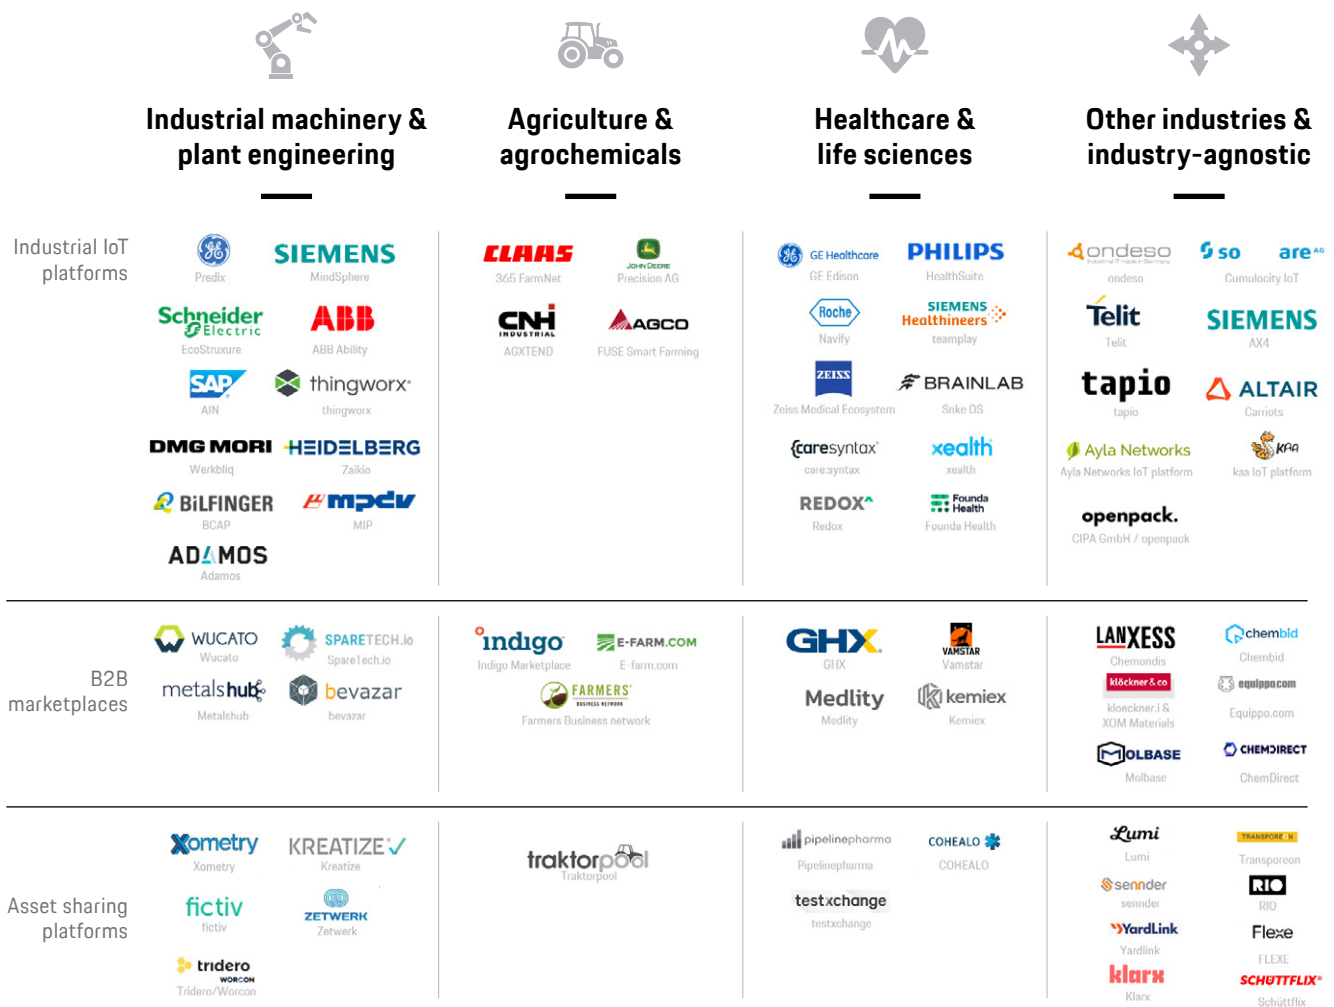 Industrial machinery &
plant engineering
Agriculture &
agrochemicals
Healthcare &
life sciences
Other industries &
industry-agnostic
Industrial IoT
platforms
GE
Predix
SIEMENS
MindSphere
Schneider
Electric
EcoStruxure
ABB
ABB Ability
SAP
AIN
thingworx
thingworx
DMG MORI
Werkbliq
HEIDELBERG
Zaikio
BILFINGER
BCAP
mpdv
MIP
ADAMOS
Adamos
CLAAS
365 FarmNet
JOHN DEERE
Precision AG
CNH
INDUSTRIAL
AGXTEND
AGCO
FUSE Smart Farming
GE Healthcare
GE Edison
PHILIPS
HealthSuite
Roche
Navify
SIEMENS
Healthineers
teamplay
ZEISS
Zeiss Medical Ecosystem
BRAINLAB
Snke OS
caresyntax
care:syntax
xealth
xealth
REDOX
Redox
Founda
Health
Founda Health
ondeso
Industrial IT made in Germany
ondeso
so are AG
Cumulocity IoT
Telit
Telit
SIEMENS
AX4
tapio
tapio
ALTAIR
Carriots
Ayla Networks
Ayla Networks IoT platform
KAA
kaa IoT platform
openpack.
CIPA GmbH / openpack
B2B
marketplaces
WUCATO
Wucato
SPARETECH.io
SpareTech.io
metalshub
Metalshub
bevazar
bevazar
indigo
Indigo Marketplace
E-FARM.COM
E-farm.com
FARMERS
BUSINESS NETWORK
Farmers Business network
GHX
GHX
VAMSTAR
Vamstar
Medlity
Medlity
kemiex
Kemiex
LANXESS
Chemondis
chembid
Chembid
klöckner & co
kloeckner.i &
XOM Materials
equippo.com
Equippo.com
MOLBASE
Molbase
CHEMDIRECT
ChemDirect
Asset sharing
platforms
Xometry
Xometry
KREATIZE
Kreatize
fictiv
fictiv
ZETWERK
Zetwerk
tridero
WORCON
Tridero/Worcon
traktorpool
Traktorpool
pipelinepharma
Pipelinepharma
COHEALO
COHEALO
testxchange
testxchange
Lumi
Lumi
TRANSPOREON
Transporeon
sennder
sennder
RIO
RIO
YardLink
Yardlink
Flexe
FLEXE
klarx
Klarx
SCHÜTTFLIX
Schüttflix